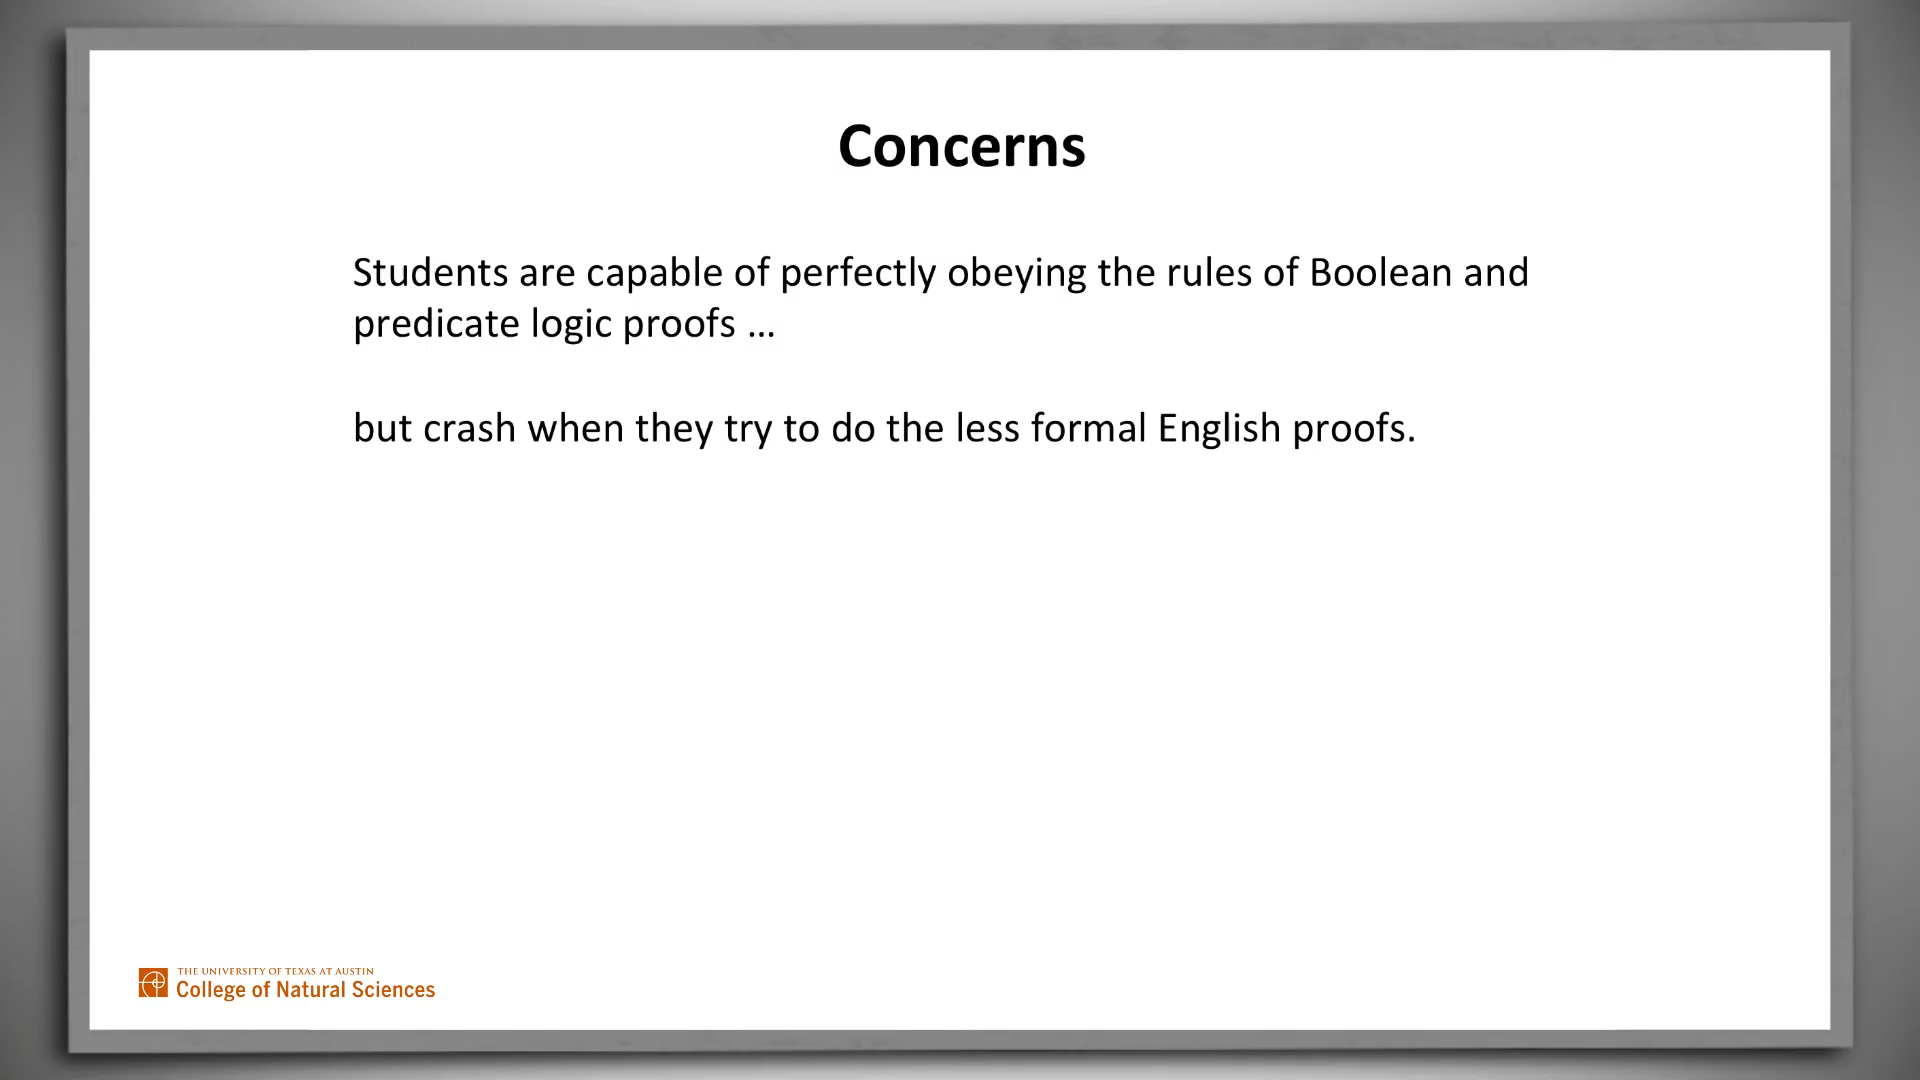 Concerns
Students are capable of perfectly obeying the rules of Boolean and
predicate logic proofs ...
but crash when they try to do the less formal English proofs.
THE UNIVERSITY OF TEXAS AT AUSTIN
College of Natural Sciences